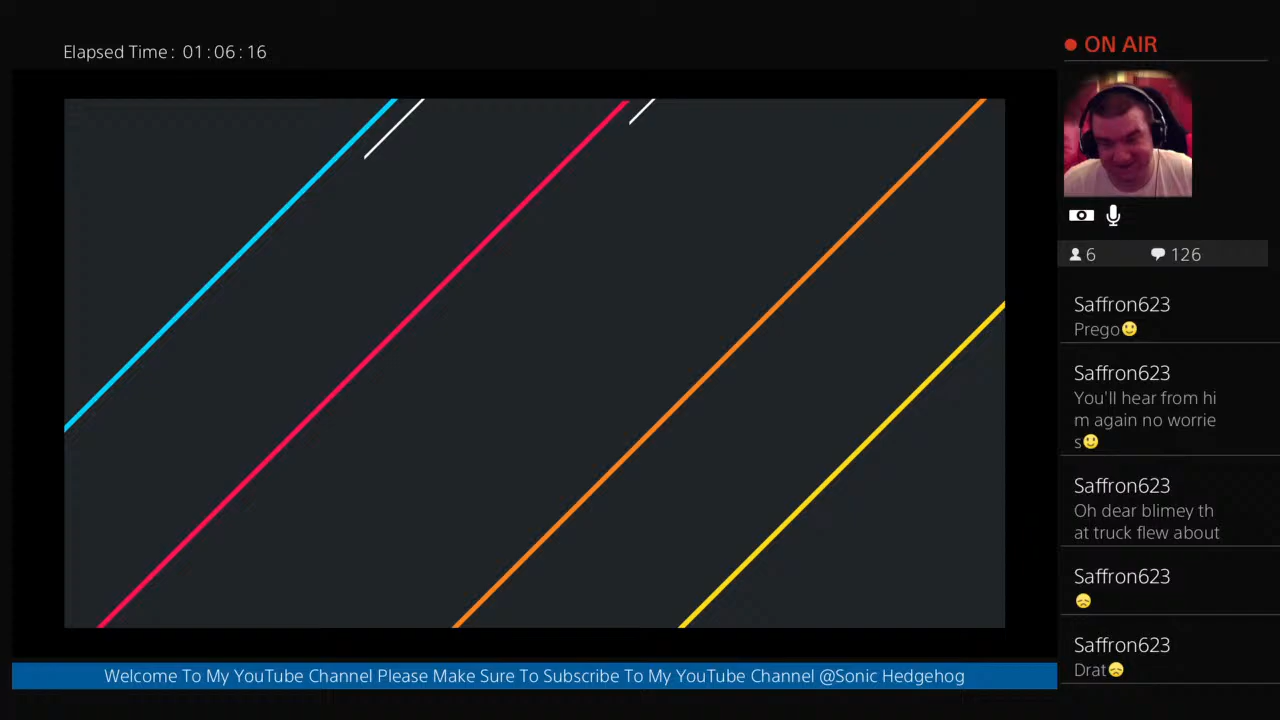 Elapsed Time: 01:06:16
ON AIR
6 126
Saffron623
Prego
Saffron623
You'll hear from hi
m again no worrie
s
Saffron623
Oh dear blimey th
at truck flew about
Saffron623
Saffron623
Drat
Welcome To My YouTube Channel Please Make Sure To Subscribe To My YouTube Channel @Sonic Hedgehog